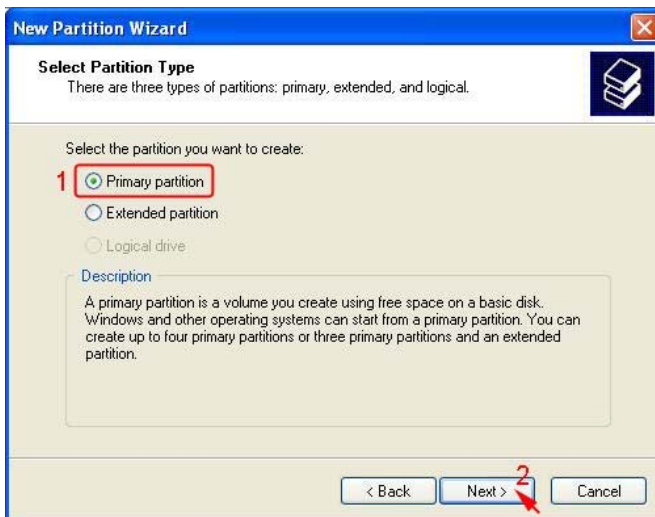 New Partition Wizard
Select Partition Type
There are three types of partitions: primary, extended, and logical.
Select the partition you want to create:
1 Primary partition
Extended partition
Logical drive
Description
A primary partition is a volume you create using free space on a basic disk.
Windows and other operating systems can start from a primary partition. You can
create up to four primary partitions or three primary partitions and an extended
partition.
2
< Back Next > Cancel